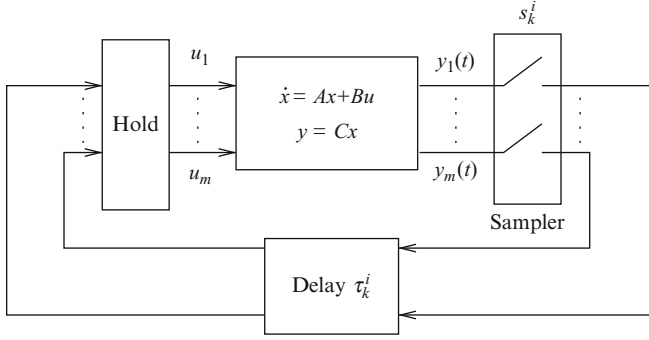 s_k^i
u_1
y_1(t)
ẋ = Ax+Bu
Hold
y = Cx
u_m
y_m(t)
Sampler
Delay τ_k^i